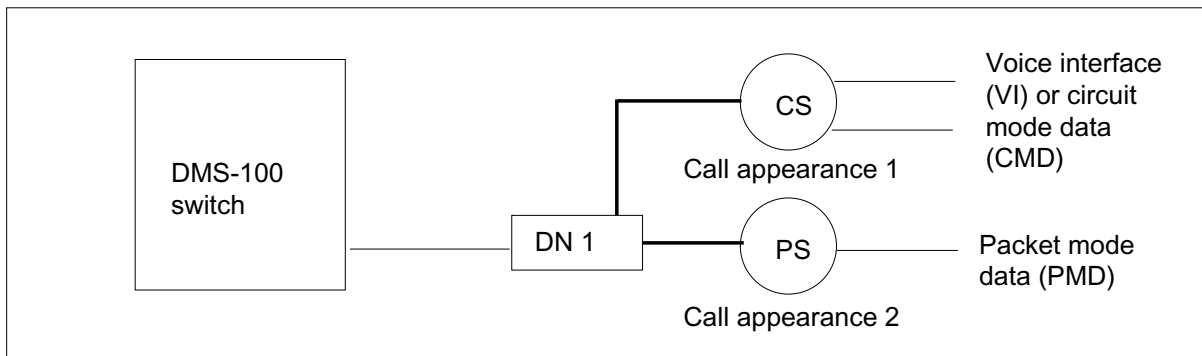 DMS-100
switch
DN 1
CS
Call appearance 1
Voice interface
(VI) or circuit
mode data
(CMD)
PS
Call appearance 2
Packet mode
data (PMD)